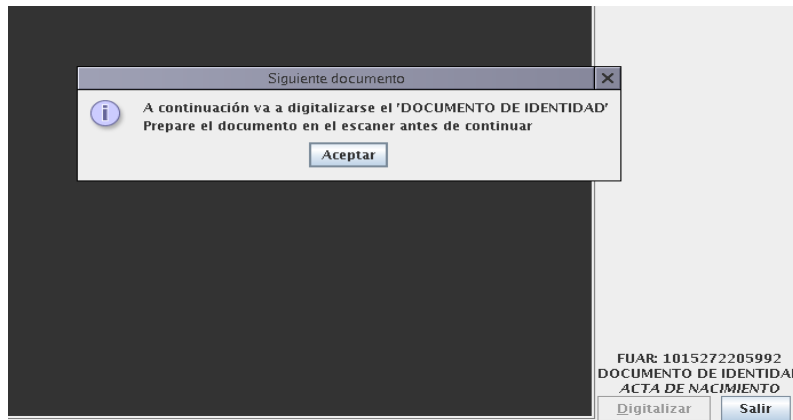 Siguiente documento
A continuación va a digitalizarse el 'DOCUMENTO DE IDENTIDAD'
Prepare el documento en el escaner antes de continuar
Aceptar
FUAR: 1015272205992
DOCUMENTO DE IDENTIDA
ACTA DE NACIMIENTO
Digitalizar
Salir